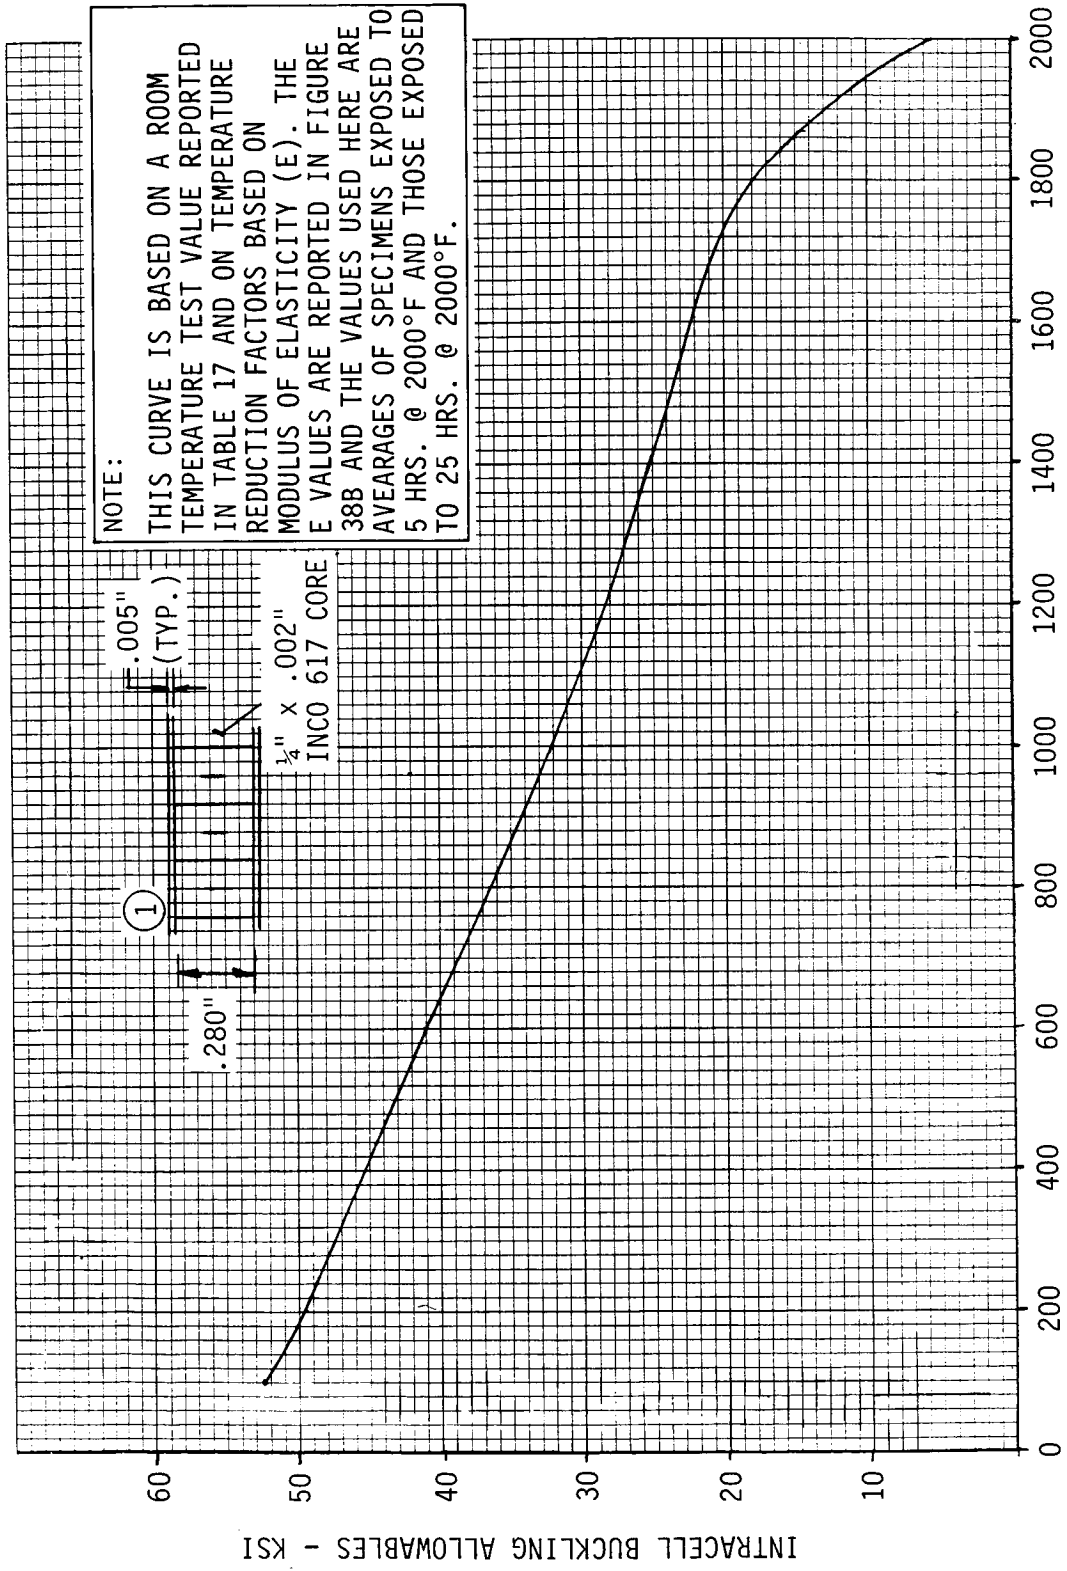 NOTE:
THIS CURVE IS BASED ON A ROOM
TEMPERATURE TEST VALUE REPORTED
IN TABLE 17 AND ON TEMPERATURE
REDUCTION FACTORS BASED ON
MODULUS OF ELASTICITY (E). THE
E VALUES ARE REPORTED IN FIGURE
38B AND THE VALUES USED HERE ARE
AVEARAGES OF SPECIMENS EXPOSED TO
5 HRS. @ 2000°F AND THOSE EXPOSED
TO 25 HRS. @ 2000°F.
.005"
(TYP.)
1
.280"
¼" X .002"
INCO 617 CORE
INTRACELL BUCKLING ALLOWABLES - KSI
60
50
40
30
20
10
0
200
400
600
800
1000
1200
1400
1600
1800
2000